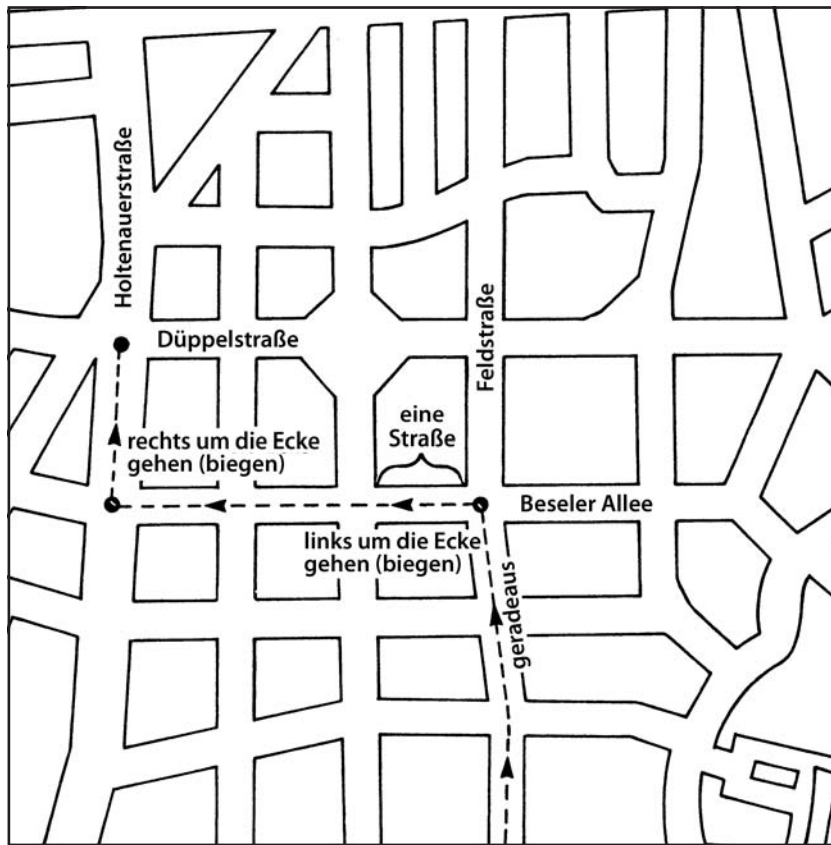 Holtenauerstraße
Düppelstraße
Feldstraße
eine
Straße
rechts um die Ecke
gehen (biegen)
Beseler Allee
links um die Ecke
gehen (biegen)
geradeaus